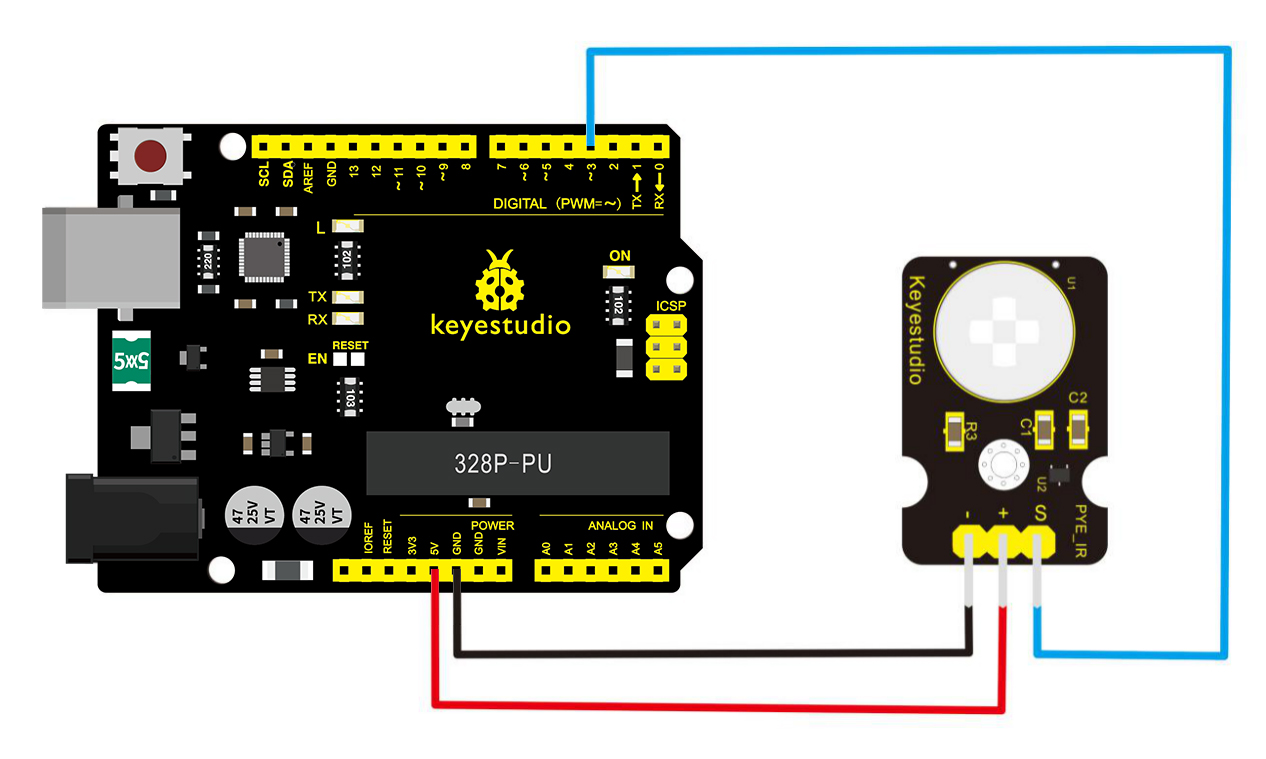 SCL
SDA
AREF
GND
13
12
~11
~10
~9
8
7
~6
~5
4
~3
2
TX→1
RX←0
DIGITAL (PWM=~)
L
220
102
TX
RX
ON
102
ICSP
keyestudio
RESET
EN
5XX5
103
328P-PU
47
25V
VT
47
25V
VT
POWER
ANALOG IN
IOREF
RESET
3V3
5V
GND
GND
VIN
A0
A1
A2
A3
A4
A5
Keyestudio
U1
C2
R3
C1
U2
- + S
PYE_IR